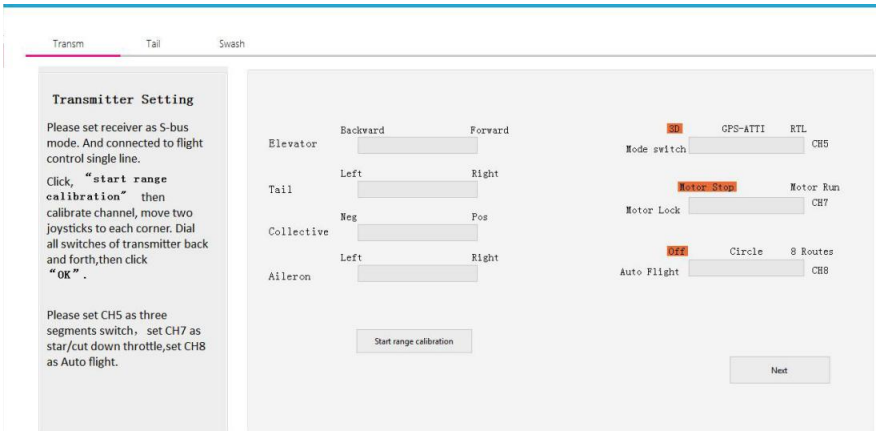 Transm Tail Swash
Transmitter Setting
Please set receiver as S-bus
mode. And connected to flight
control single line.
Click, “start range
calibration” then
calibrate channel, move two
joysticks to each corner. Dial
all switches of transmitter back
and forth,then click
“OK”.
Please set CH5 as three
segments switch, set CH7 as
star/cut down throttle,set CH8
as Auto flight.
Backward Forward
Elevator
Left Right
Tail
Neg Pos
Collective
Left Right
Aileron
Start range calibration
3D GPS-ATTI RTL
Mode switch CH5
Motor Stop Motor Run
Motor Lock CH7
Off Circle 8 Routes
Auto Flight CH8
Next